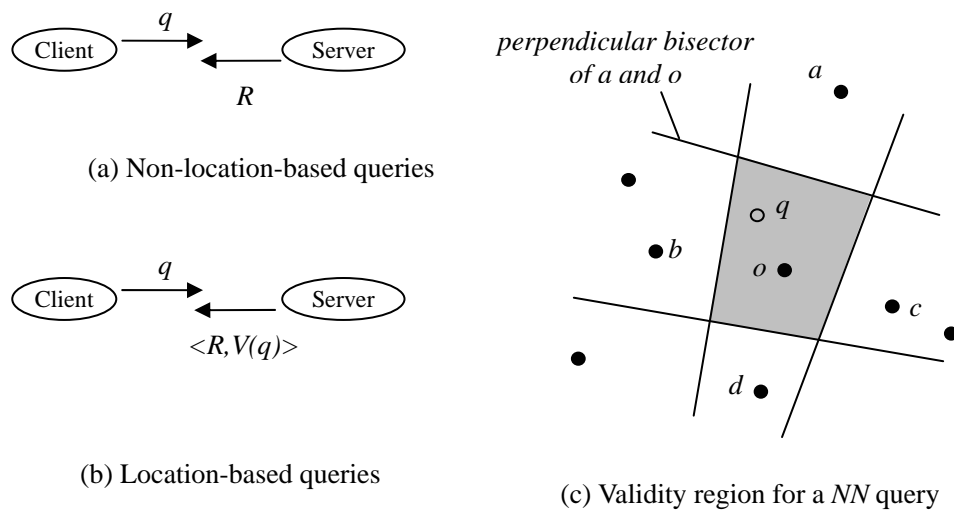 q
Client
Server
R
(a) Non-location-based queries
q
Client
Server
<R,V(q)>
(b) Location-based queries
perpendicular bisector
of a and o
a
q
b
o
c
d
(c) Validity region for a NN query